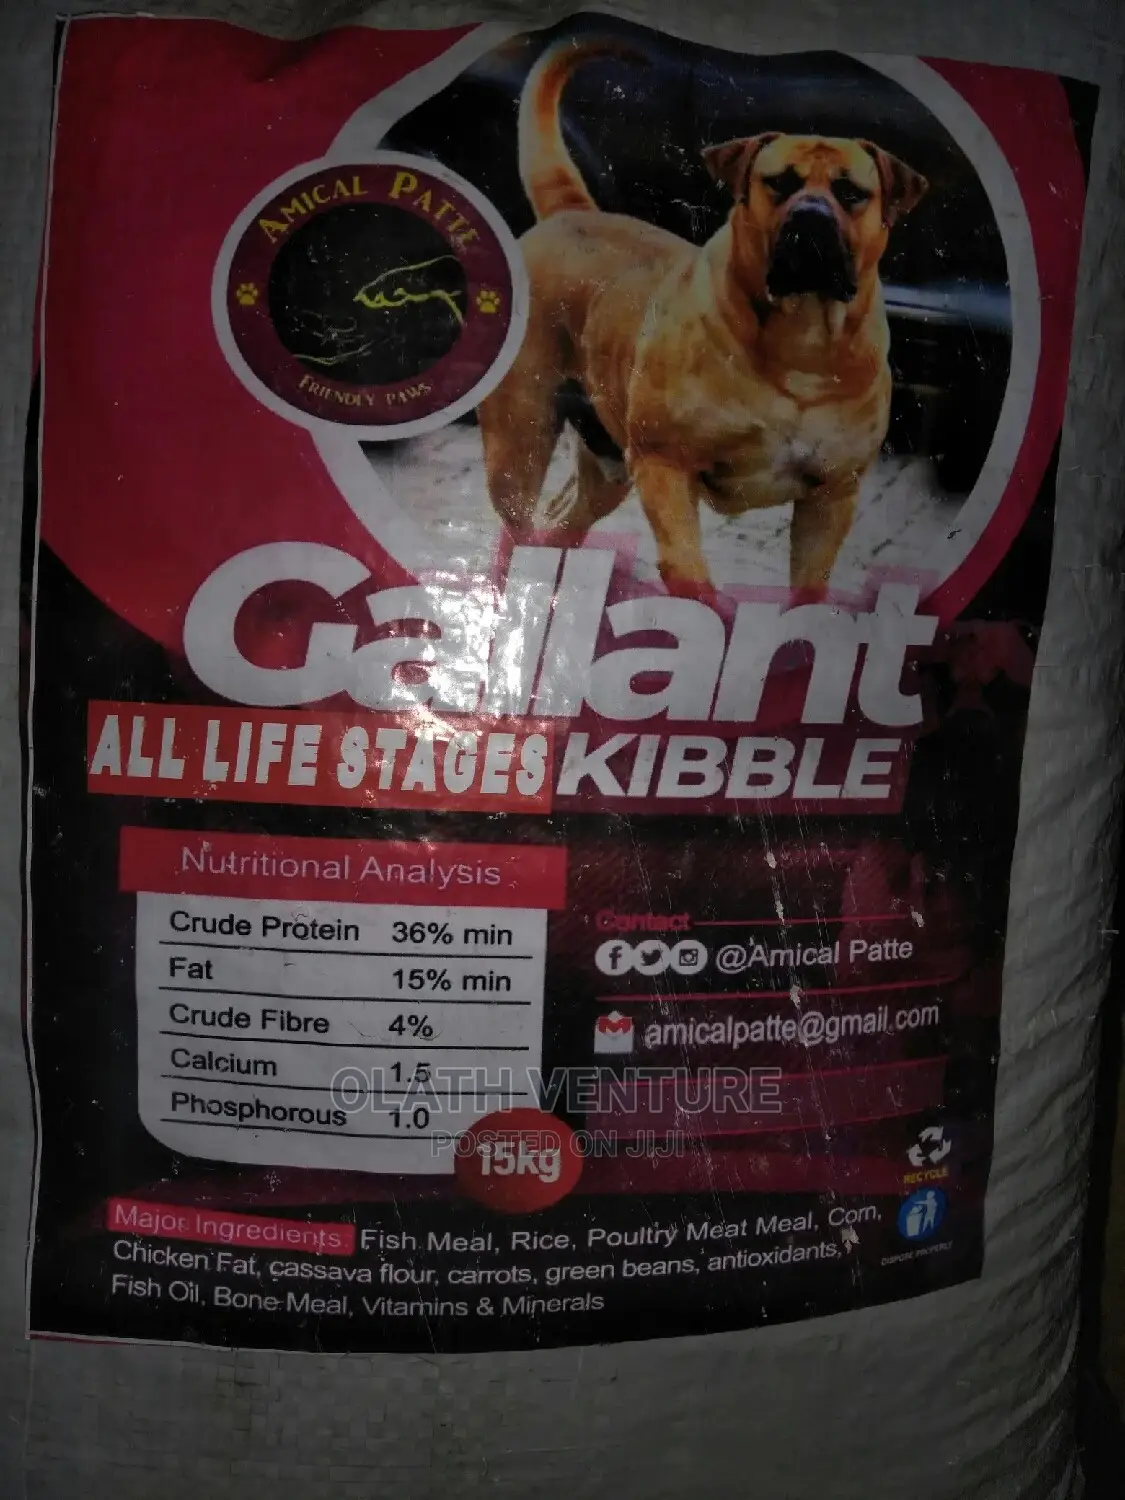 AMICAL PATTE
FRIENDLY PAWS
Gallant
ALL LIFE STAGES KIBBLE
Nutritional Analysis
Crude Protein 36% min
Fat 15% min
Crude Fibre 4%
Calcium 1.5
Phosphorous 1.0
15kg
Contact
@Amical Patte
amicalpatte@gmail.com
OLATH VENTURE
POSTED ON JIJI
RECYCLE
DISPOSE PROPERLY
Major Ingredients: Fish Meal, Rice, Poultry Meat Meal, Corn,
Chicken Fat, cassava flour, carrots, green beans, antioxidants,
Fish Oil, Bone Meal, Vitamins & Minerals